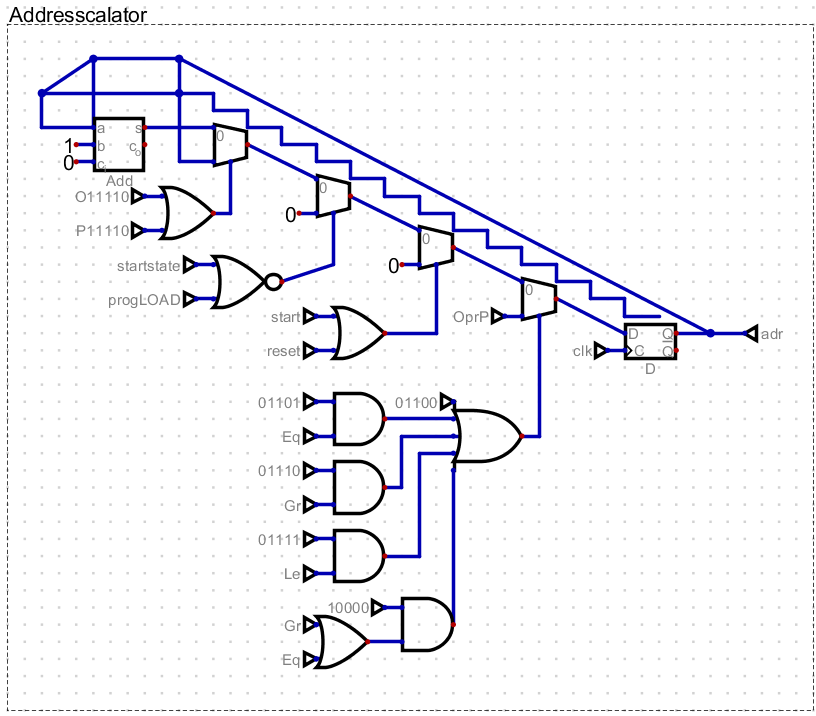 Addresscalator
a s
1 b c o
0 c i
Add
0
O11110
P11110
0
0
startstate
progLOAD
0
0
start
reset
0
OprP
D Q
clk C Q
D
adr
01101
Eq
01100
01110
Gr
01111
Le
10000
Gr
Eq